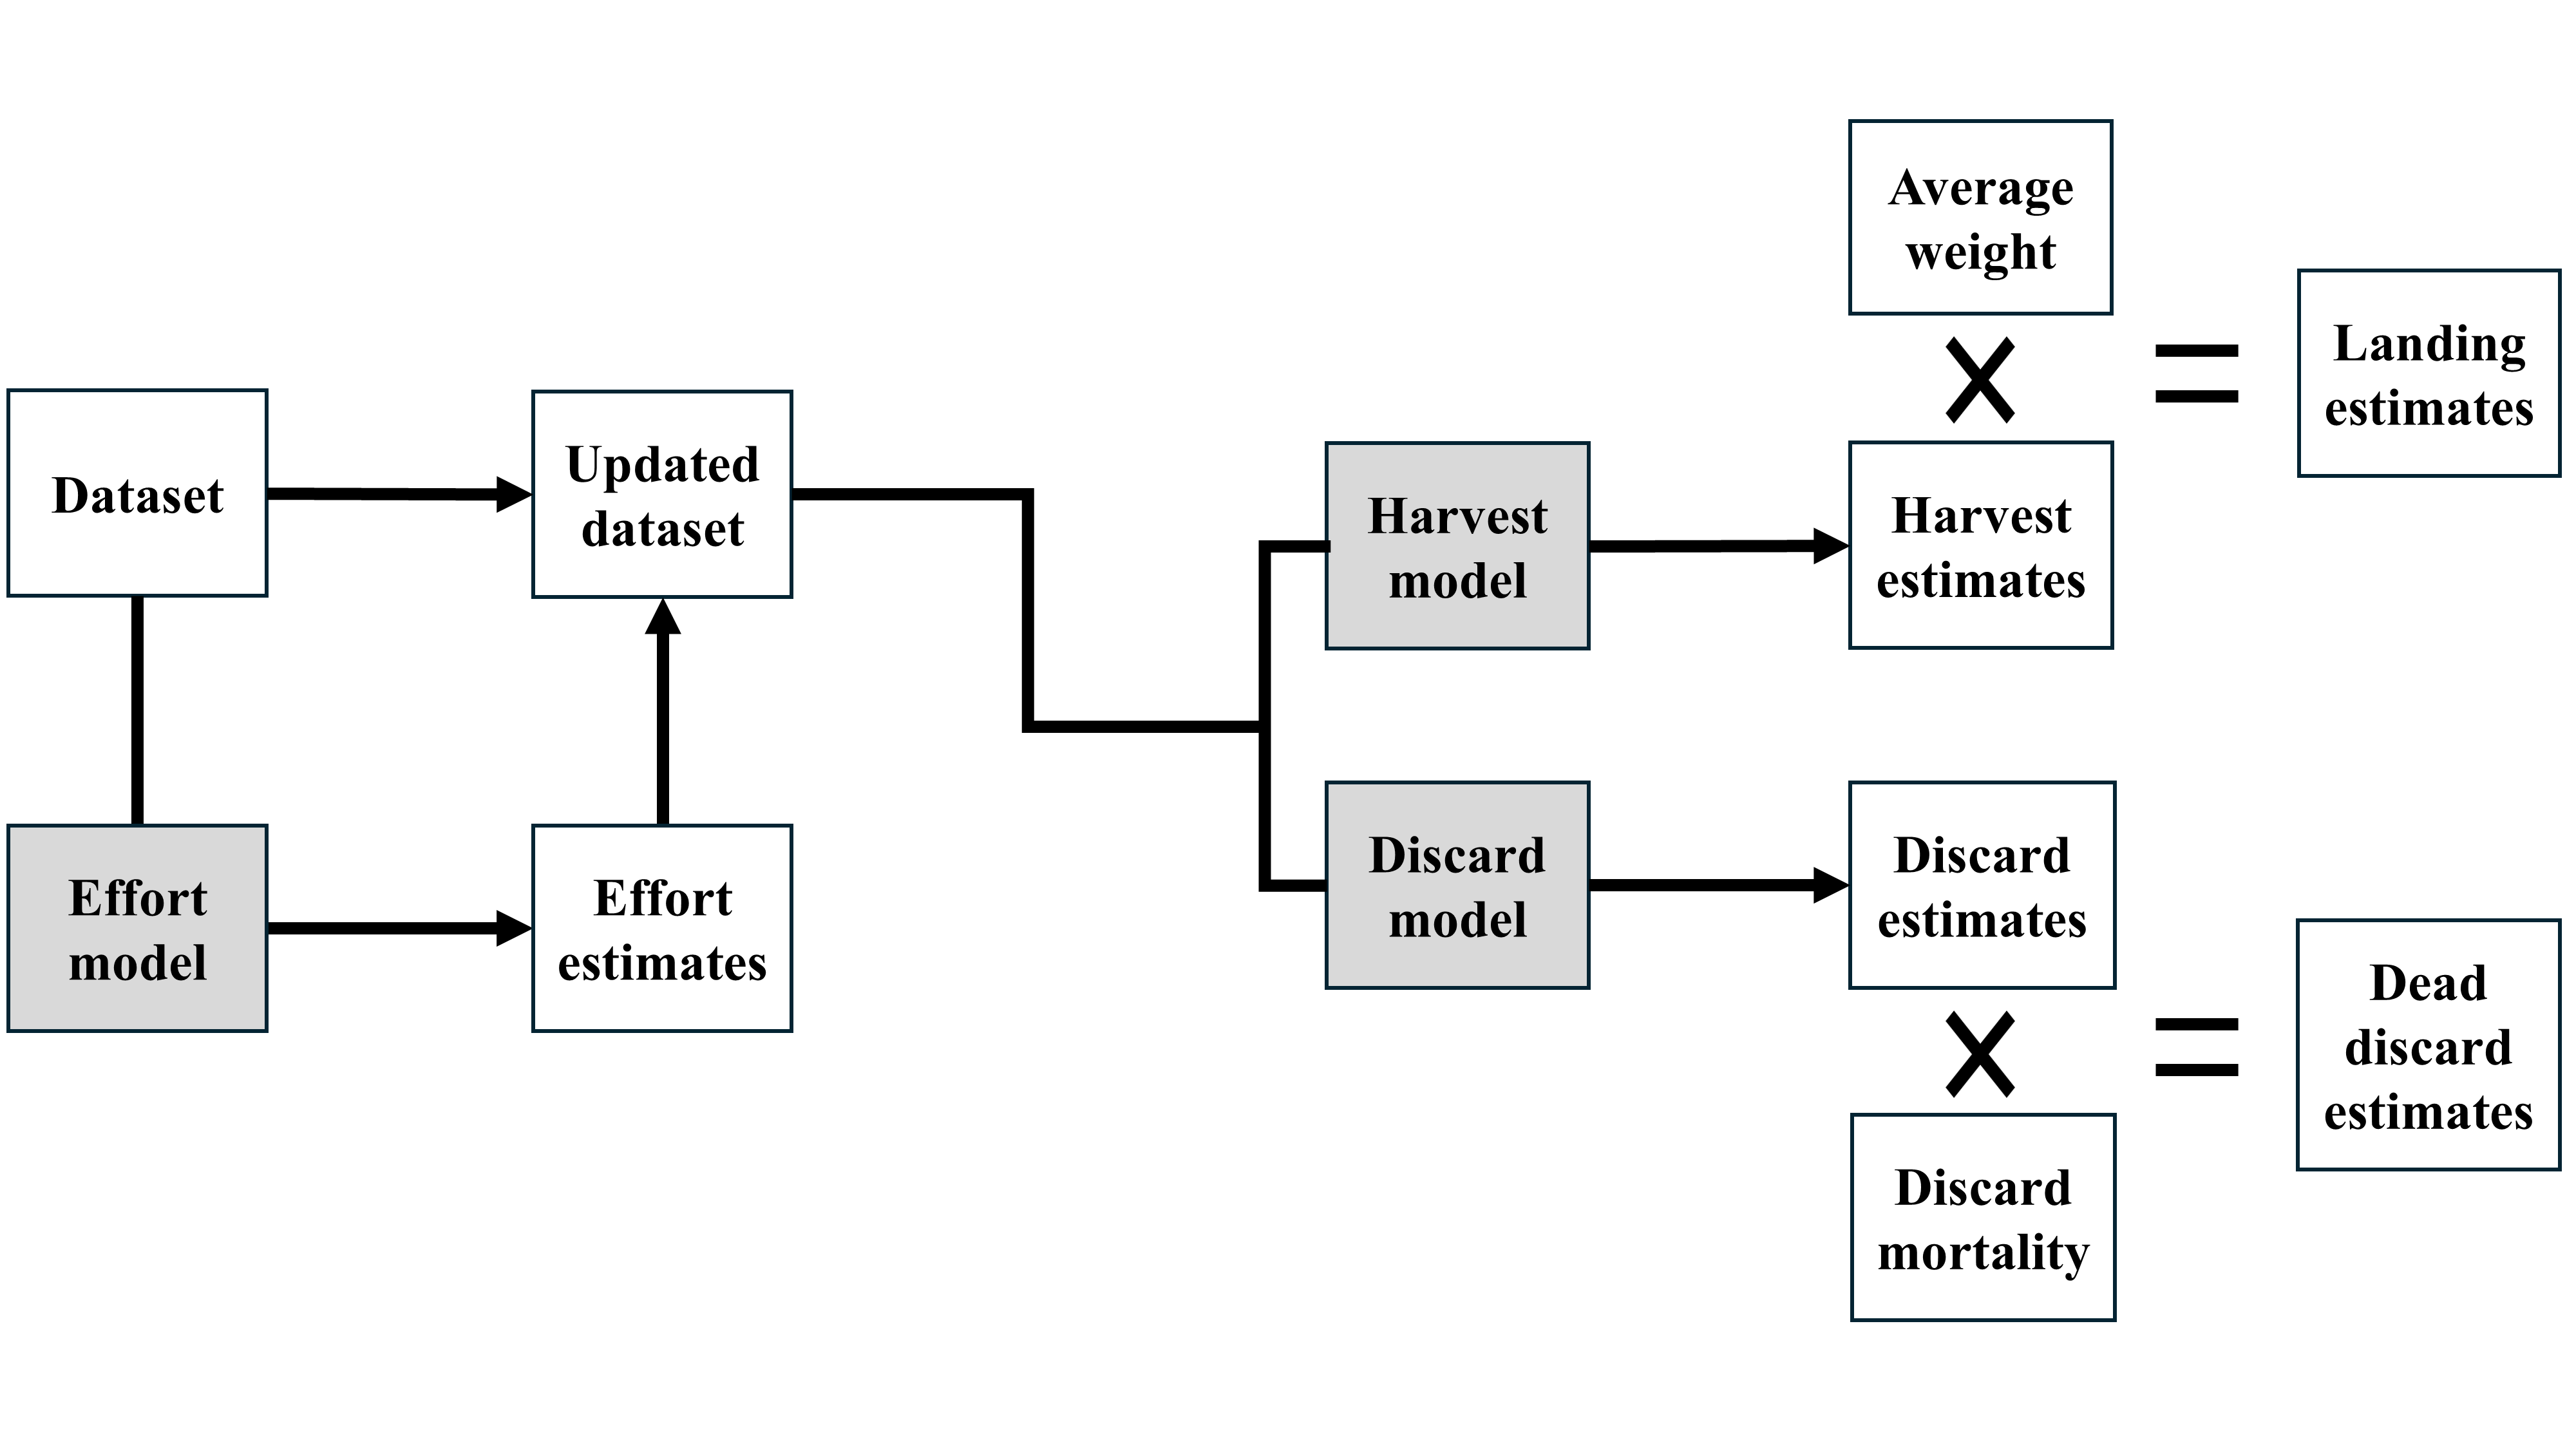 Dataset
Updated
dataset
Effort
model
Effort
estimates
Harvest
model
Discard
model
Average
weight
X
Harvest
estimates
=
Landing
estimates
Discard
estimates
X
Discard
mortality
=
Dead
discard
estimates